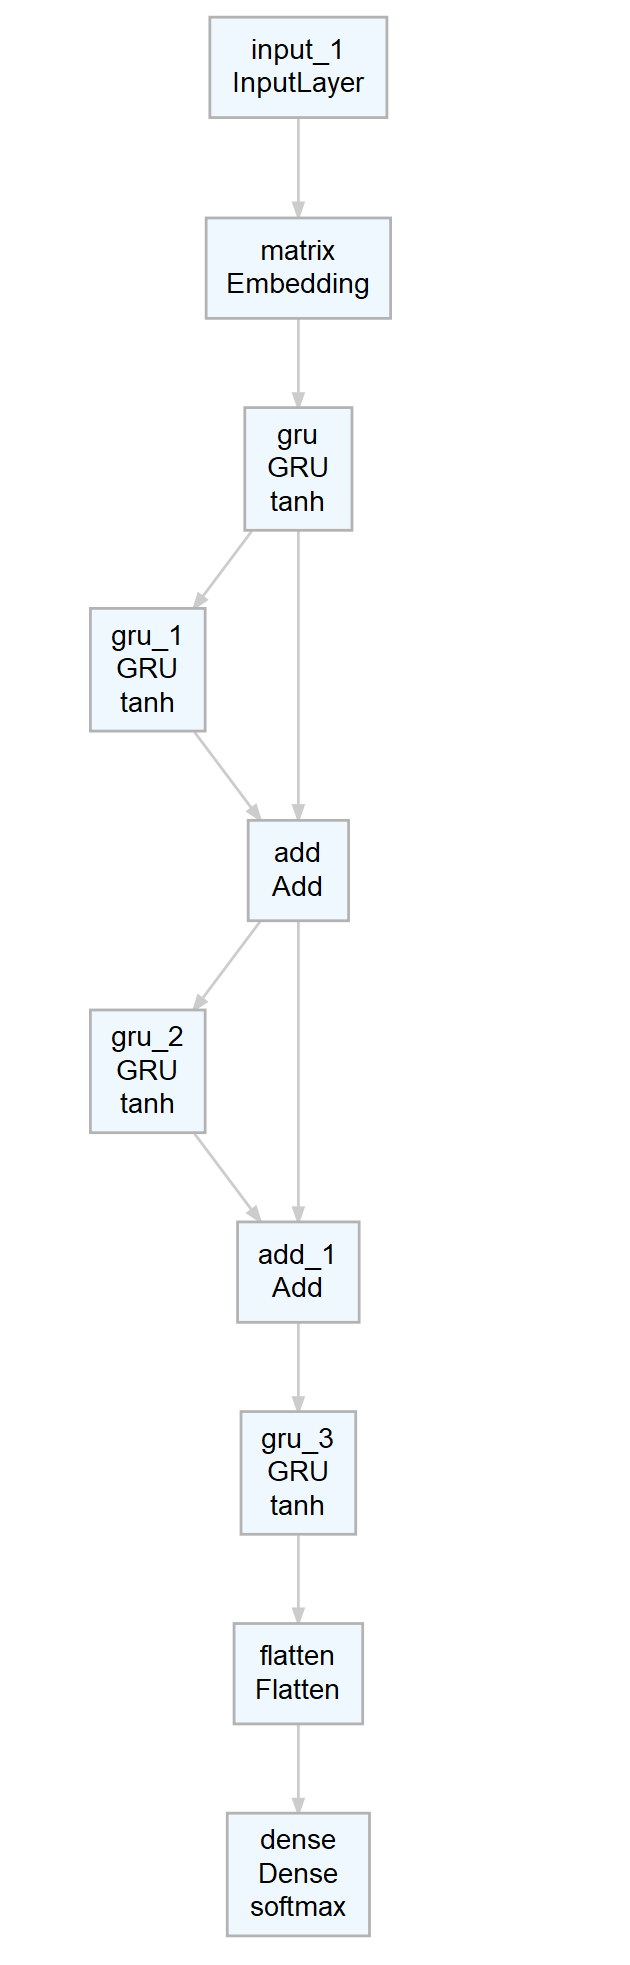 input_1
InputLayer
matrix
Embedding
gru
GRU
tanh
gru_1
GRU
tanh
add
Add
gru_2
GRU
tanh
add_1
Add
gru_3
GRU
tanh
flatten
Flatten
dense
Dense
softmax